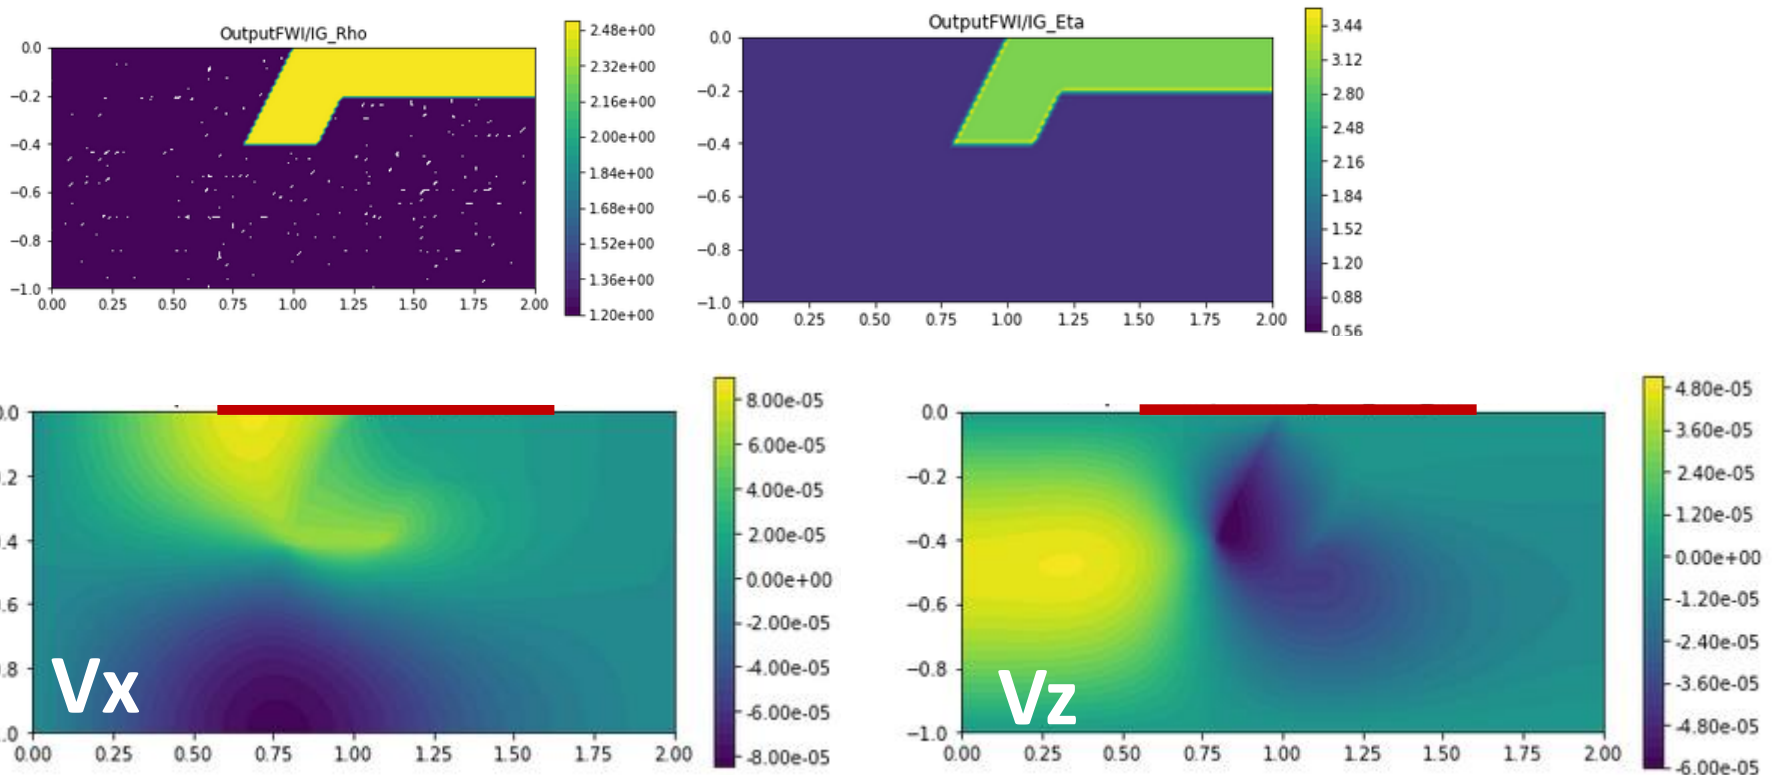 OutputFWI/IG_Rho
0.0
−0.2
−0.4
−0.6
−0.8
−1.0
0.00 0.25 0.50 0.75 1.00 1.25 1.50 1.75 2.00
2.48e+00
2.32e+00
2.16e+00
2.00e+00
1.84e+00
1.68e+00
1.52e+00
1.36e+00
1.20e+00
OutputFWI/IG_Eta
0.0
−0.2
−0.4
−0.6
−0.8
−1.0
0.00 0.25 0.50 0.75 1.00 1.25 1.50 1.75 2.00
3.44
3.12
2.80
2.48
2.16
1.84
1.52
1.20
0.88
0.56
0.0
.2
.4
.6
.8
.0
Vx
0.00 0.25 0.50 0.75 1.00 1.25 1.50 1.75 2.00
8.00e-05
6.00e-05
4.00e-05
2.00e-05
0.00e+00
-2.00e-05
-4.00e-05
-6.00e-05
-8.00e-05
0.0
−0.2
−0.4
−0.6
−0.8
−1.0
Vz
0.00 0.25 0.50 0.75 1.00 1.25 1.50 1.75 2.00
4.80e-05
3.60e-05
2.40e-05
1.20e-05
0.00e+00
-1.20e-05
-2.40e-05
-3.60e-05
-4.80e-05
-6.00e-05